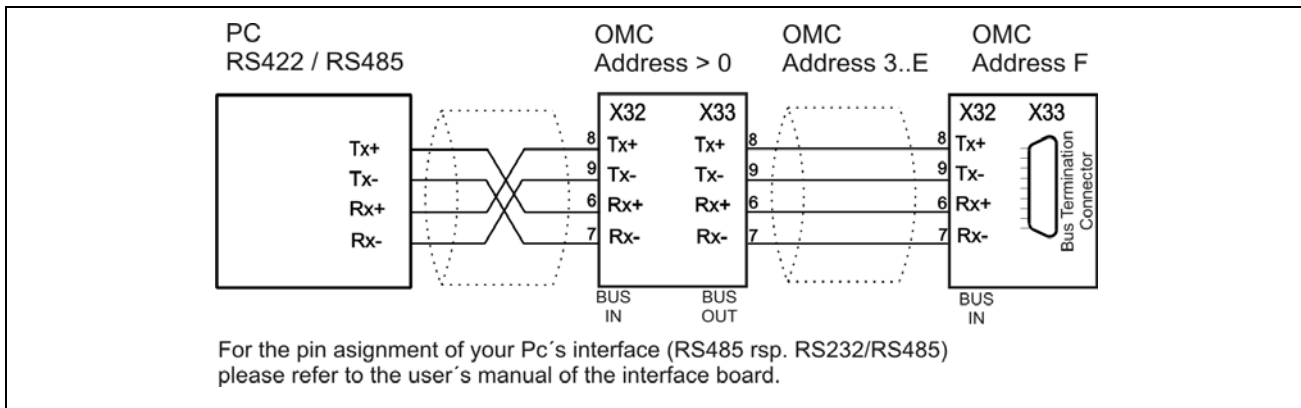 PC
RS422 / RS485
OMC
Address > 0
OMC
Address 3..E
OMC
Address F
Tx+
Tx-
Rx+
Rx-
X32 X33
8 Tx+ Tx+ 8
9 Tx- Tx- 9
6 Rx+ Rx+ 6
7 Rx- Rx- 7
BUS
IN
BUS
OUT
X32 X33
8 Tx+
9 Tx-
6 Rx+
7 Rx-
Bus Termination
Connector
BUS
IN
For the pin asignment of your Pc´s interface (RS485 rsp. RS232/RS485)
please refer to the user´s manual of the interface board.